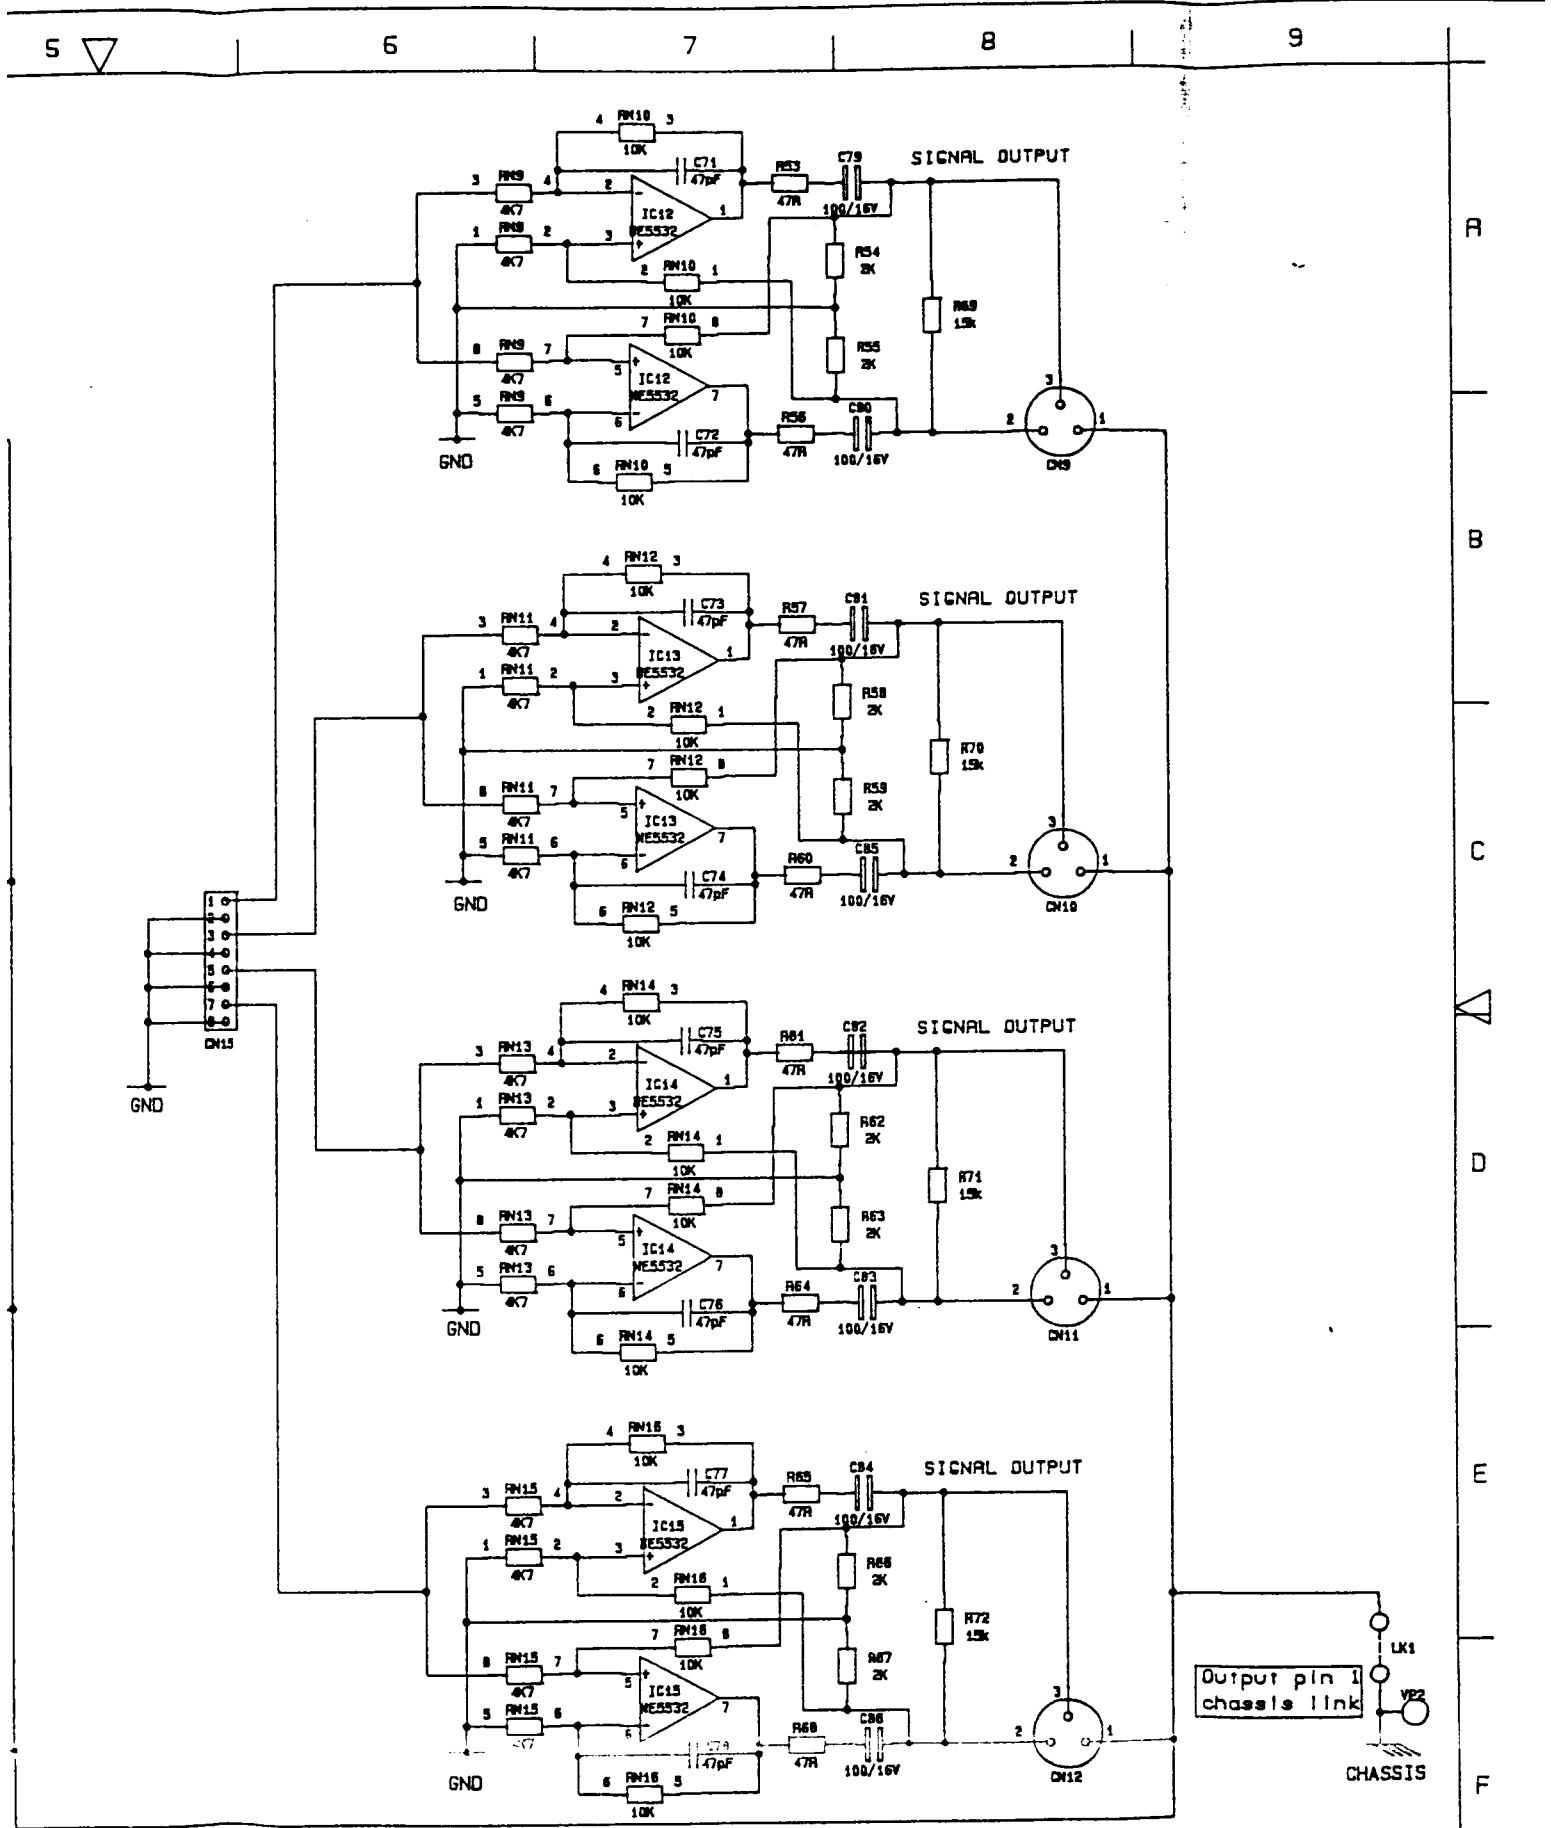 5 6 7 8 9
A
B
C
D
E
F
4 RN10 3
10K
C71
47pF
3 RN9 4
4K7
1 RN9 2
4K7
2
IC12
NE5532
1
3
R53
47R
C79
100/16V
SIGNAL OUTPUT
2 RN10 1
10K
R54
2K
R69
15k
7 RN10 8
10K
R55
2K
8 RN9 7
4K7
5 RN9 6
4K7
5
IC12
NE5532
7
6
GND
C72
47pF
6 RN10 5
10K
R56
47R
C80
100/16V
3
2
1
CN9
4 RN12 3
10K
C73
47pF
3 RN11 4
4K7
1 RN11 2
4K7
2
IC13
NE5532
1
3
R57
47R
C81
100/16V
SIGNAL OUTPUT
2 RN12 1
10K
R58
2K
R70
15k
7 RN12 8
10K
R59
2K
8 RN11 7
4K7
5 RN11 6
4K7
5
IC13
NE5532
7
6
GND
C74
47pF
6 RN12 5
10K
R60
47R
C85
100/16V
3
2
1
CN10
1
2
3
4
5
6
7
8
CN15
GND
4 RN14 3
10K
C75
47pF
3 RN13 4
4K7
1 RN13 2
4K7
2
IC14
NE5532
1
3
R61
47R
C82
100/16V
SIGNAL OUTPUT
2 RN14 1
10K
R62
2K
R71
15k
7 RN14 8
10K
R63
2K
8 RN13 7
4K7
5 RN13 6
4K7
5
IC14
NE5532
7
6
GND
C76
47pF
6 RN14 5
10K
R64
47R
C83
100/16V
3
2
1
CN11
4 RN16 3
10K
C77
47pF
3 RN15 4
4K7
1 RN15 2
4K7
2
IC15
NE5532
1
3
R65
47R
C84
100/16V
SIGNAL OUTPUT
2 RN16 1
10K
R66
2K
R72
15k
7 RN16 8
10K
R67
2K
8 RN15 7
4K7
5 RN15 6
4K7
5
IC15
NE5532
7
6
GND
C78
47pF
6 RN16 5
10K
R68
47R
C86
100/16V
3
2
1
CN12
LK1
Output pin 1
chassis link
VP2
CHASSIS